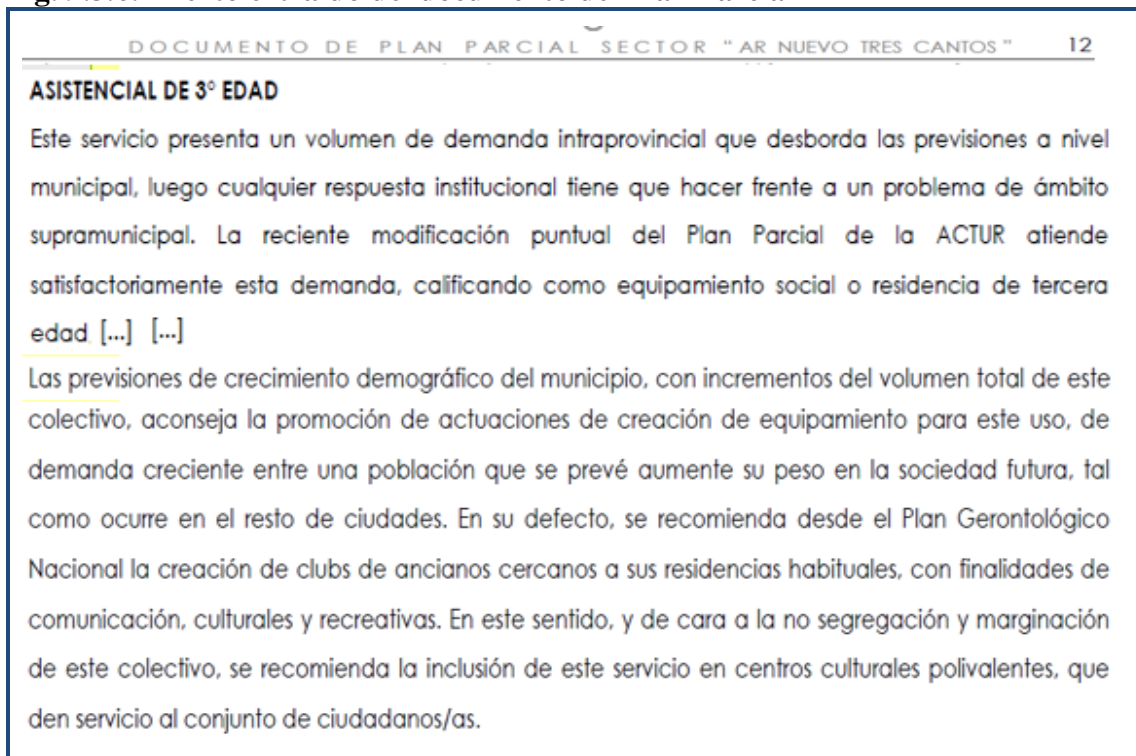 DOCUMENTO DE PLAN PARCIAL SECTOR "AR NUEVO TRES CANTOS" 12
ASISTENCIAL DE 3º EDAD
Este servicio presenta un volumen de demanda intraprovincial que desborda las previsiones a nivel
municipal, luego cualquier respuesta institucional tiene que hacer frente a un problema de ámbito
supramunicipal. La reciente modificación puntual del Plan Parcial de la ACTUR atiende
satisfactoriamente esta demanda, calificando como equipamiento social o residencia de tercera
edad. [...] [...]
Las previsiones de crecimiento demográfico del municipio, con incrementos del volumen total de este
colectivo, aconseja la promoción de actuaciones de creación de equipamiento para este uso, de
demanda creciente entre una población que se prevé aumente su peso en la sociedad futura, tal
como ocurre en el resto de ciudades. En su defecto, se recomienda desde el Plan Gerontológico
Nacional la creación de clubs de ancianos cercanos a sus residencias habituales, con finalidades de
comunicación, culturales y recreativas. En este sentido, y de cara a la no segregación y marginación
de este colectivo, se recomienda la inclusión de este servicio en centros culturales polivalentes, que
den servicio al conjunto de ciudadanos/as.